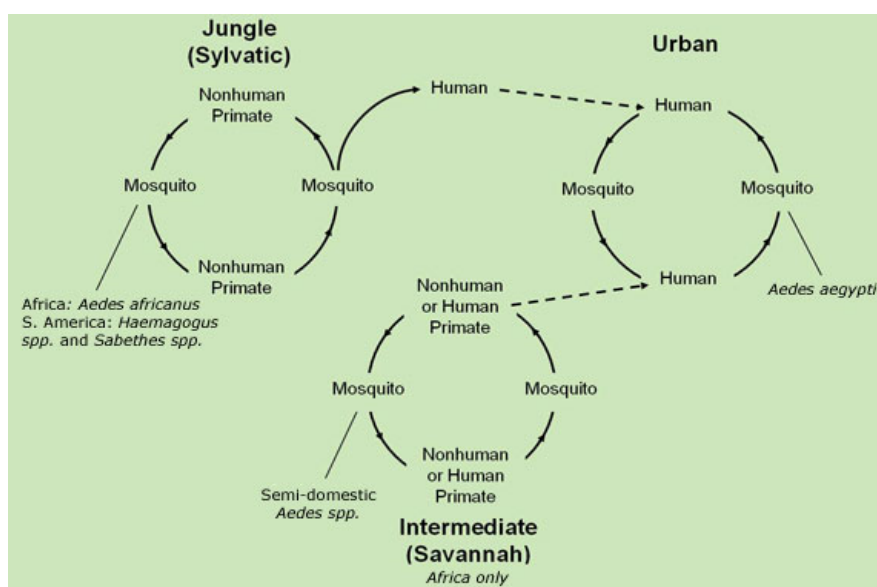 Jungle
(Sylvatic)
Urban
Nonhuman
Primate
Human
Human
Mosquito
Mosquito
Mosquito
Mosquito
Nonhuman
Primate
Human
Africa: Aedes africanus
S. America: Haemagogus
spp. and Sabethes spp.
Aedes aegypti
Nonhuman
or Human
Primate
Mosquito
Mosquito
Nonhuman
or Human
Primate
Semi-domestic
Aedes spp.
Intermediate
(Savannah)
Africa only